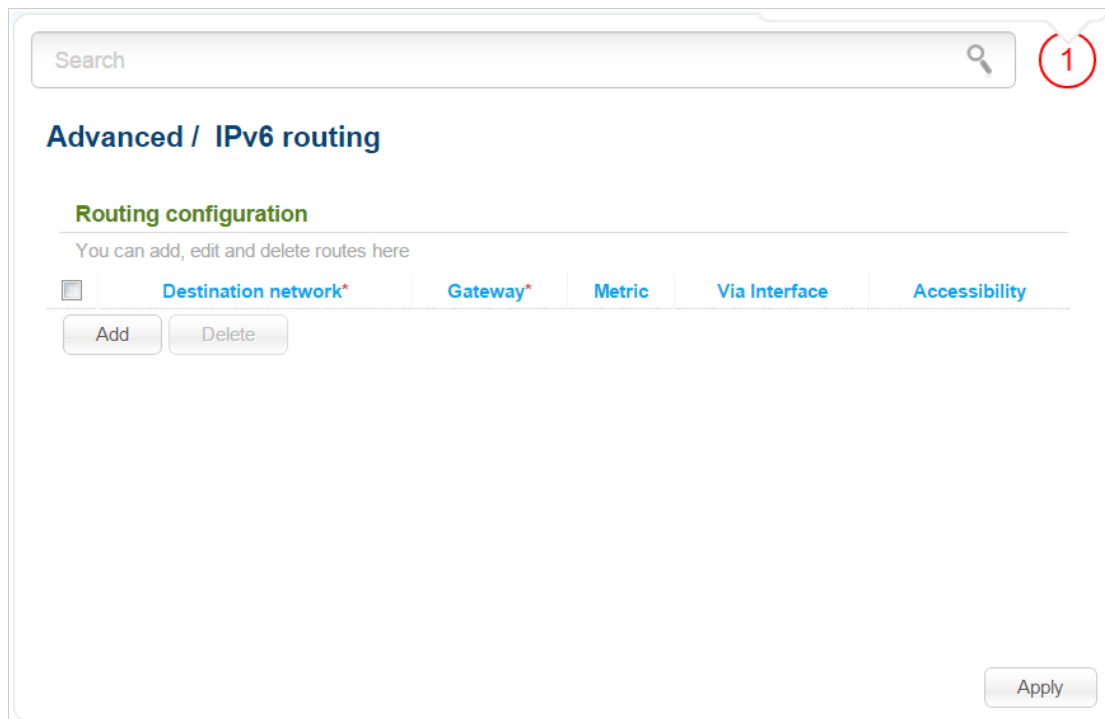 Search
1
Advanced / IPv6 routing
Routing configuration
You can add, edit and delete routes here
Destination network* Gateway* Metric Via Interface Accessibility
Add Delete
Apply